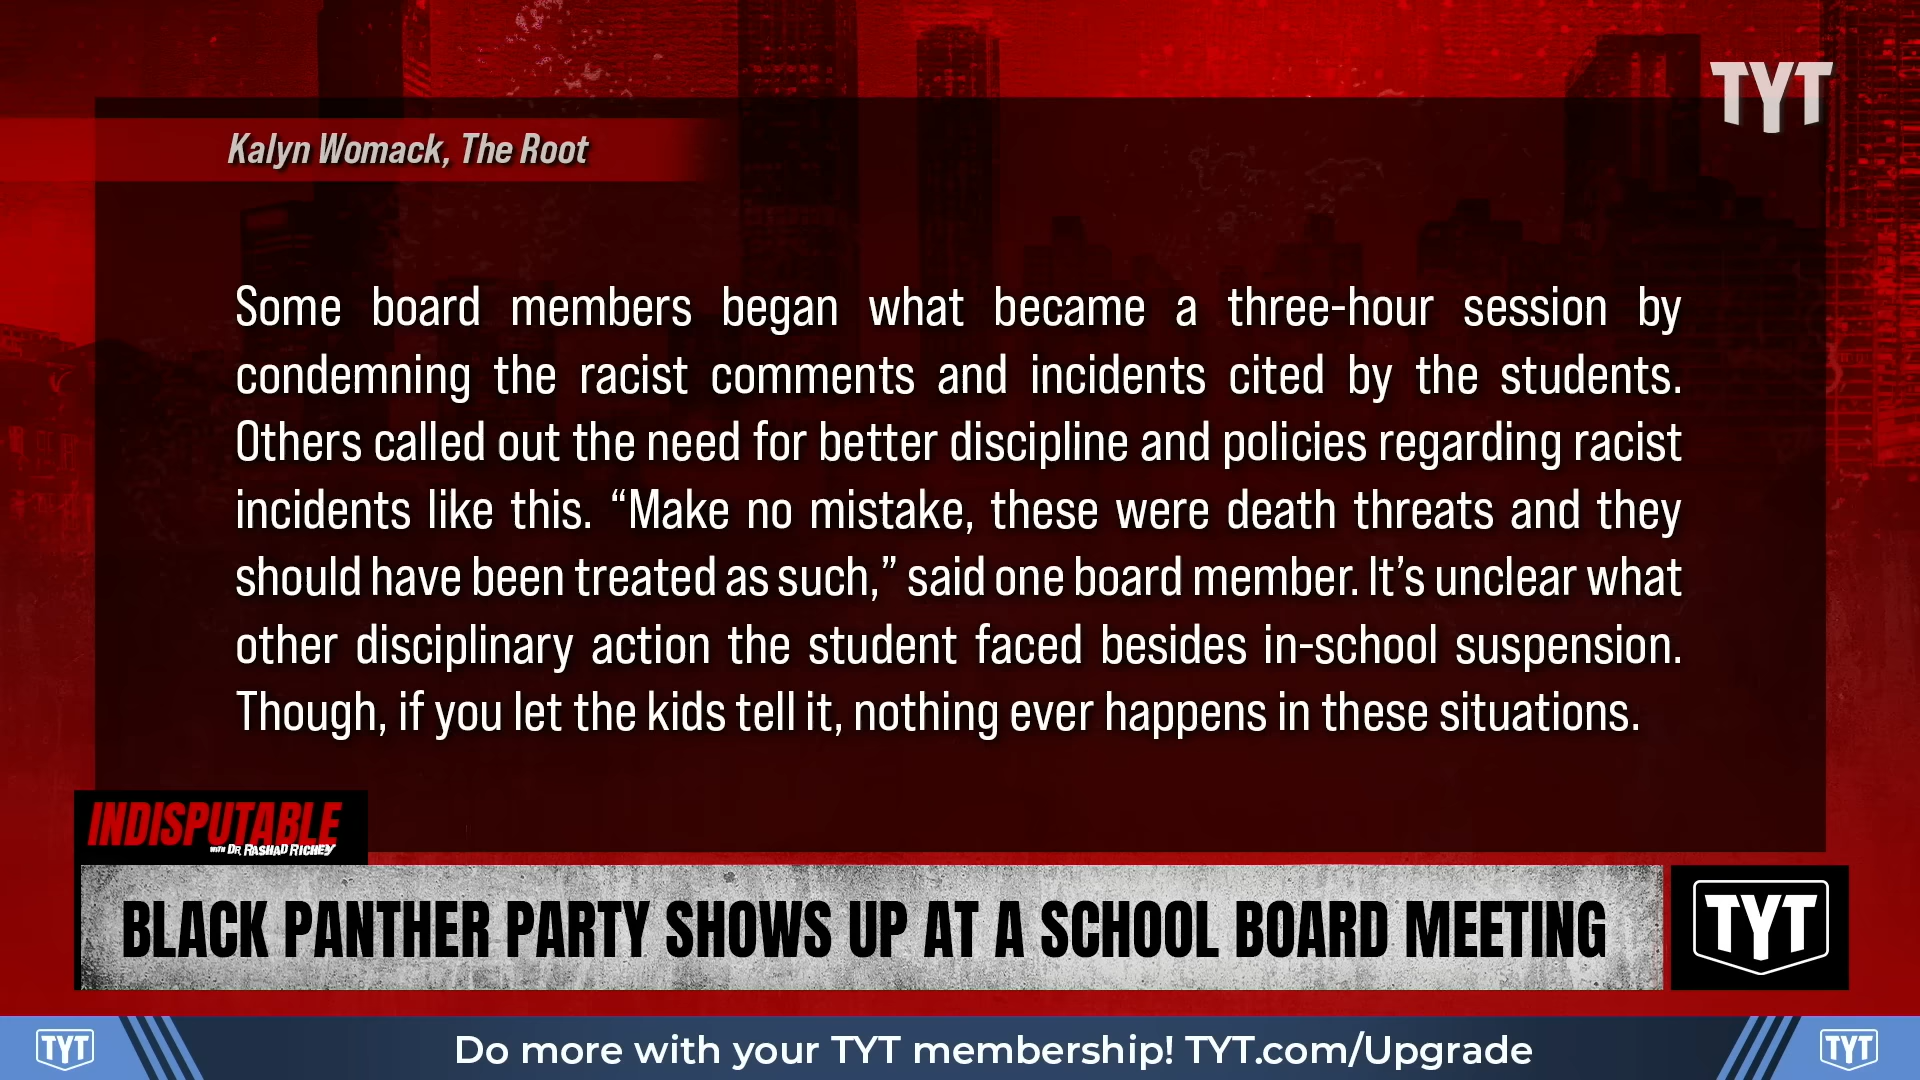 TYT
Kalyn Womack, The Root
Some board members began what became a three-hour session by
condemning the racist comments and incidents cited by the students.
Others called out the need for better discipline and policies regarding racist
incidents like this. “Make no mistake, these were death threats and they
should have been treated as such,” said one board member. It’s unclear what
other disciplinary action the student faced besides in-school suspension.
Though, if you let the kids tell it, nothing ever happens in these situations.
INDISPUTABLE
WITH DR RASHAD RICHEY
BLACK PANTHER PARTY SHOWS UP AT A SCHOOL BOARD MEETING
TYT
TYT
Do more with your TYT membership! TYT.com/Upgrade
TYT